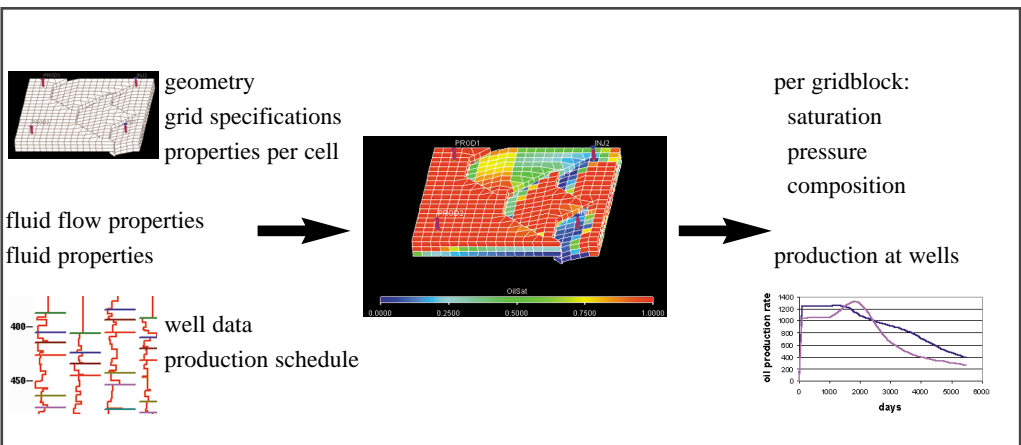 PROD1
INJ2
geometry
grid specifications
properties per cell
fluid flow properties
fluid properties
400
450
well data
production schedule
PROD1
INJ2
PROD2
OilSat
0.0000 0.2500 0.5000 0.7500 1.0000
per gridblock:
saturation
pressure
composition
production at wells
oil production rate
1400
1200
1000
800
600
400
200
0
0 1000 2000 3000 4000 5000 6000
days